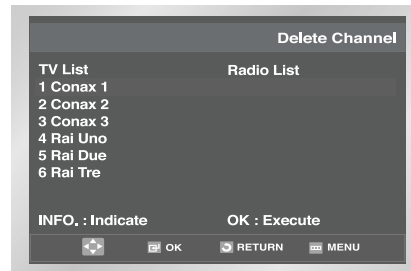 Delete Channel
TV List Radio List
1 Conax 1
2 Conax 2
3 Conax 3
4 Rai Uno
5 Rai Due
6 Rai Tre
INFO. : Indicate OK : Execute
OK RETURN MENU